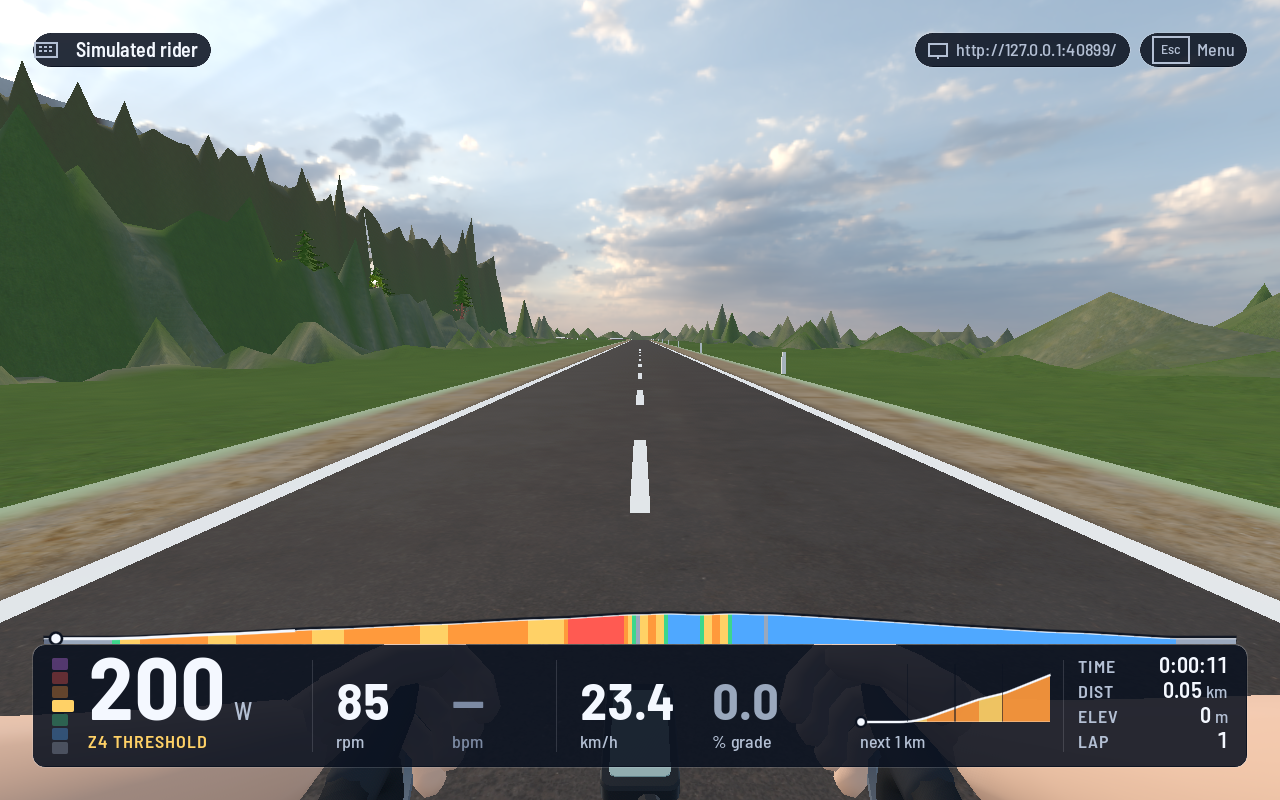 Simulated rider
http://127.0.0.1:40899/
Esc Menu
200 W
Z4 THRESHOLD
85
rpm
—
bpm
23.4
km/h
0.0
% grade
next 1 km
TIME 0:00:11
DIST 0.05 km
ELEV 0 m
LAP 1